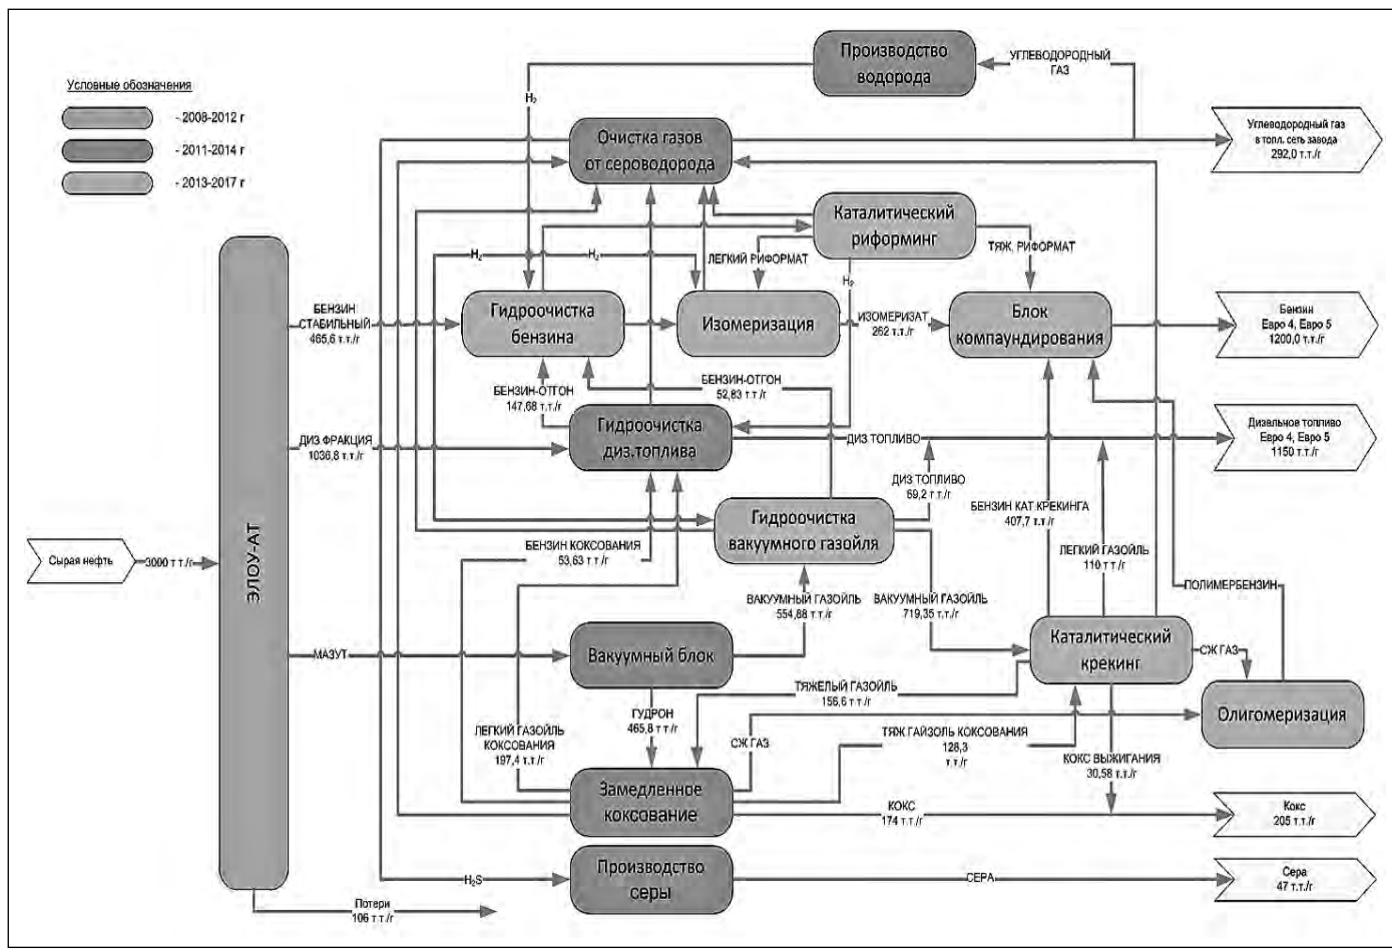 Условные обозначения
- 2008-2012 г
- 2011-2014 г
- 2013-2017 г
Производство
водорода
УГЛЕВОДОРОДНЫЙ
ГАЗ
H₂
Очистка газов
от сероводорода
Углеводородный газ
в топл. сеть завода
292,0 т.т./г
Каталитический
риформинг
ТЯЖ. РИФОРМАТ
ЛЕГКИЙ РИФОРМАТ
H₂
H₂
H₂
БЕНЗИН
СТАБИЛЬНЫЙ
465,6 т.т./г
Гидроочистка
бензина
Изомеризация
ИЗОМЕРИЗАТ
262 т.т./г
Блок
компаундирования
Бензин
Евро 4, Евро 5
1200,0 т.т./г
БЕНЗИН-ОТГОН
147,68 т.т./г
БЕНЗИН-ОТГОН
52,83 т.т./г
ДИЗ ФРАКЦИЯ
1036,8 т.т./г
Гидроочистка
диз.топлива
ДИЗ ТОПЛИВО
Дизельное топливо
Евро 4, Евро 5
1150 т.т./г
ДИЗ ТОПЛИВО
69,2 т.т./г
БЕНЗИН КАТ КРЕКИНГА
407,7 т.т./г
Гидроочистка
вакуумного газойля
БЕНЗИН КОКСОВАНИЯ
53,63 т.т./г
ЛЕГКИЙ ГАЗОЙЛЬ
110 т.т./г
ПОЛИМЕРБЕНЗИН
Сырая нефть
3000 т.т./г
ЭЛОУ-АТ
ВАКУУМНЫЙ ГАЗОЙЛЬ
554,88 т.т./г
ВАКУУМНЫЙ ГАЗОЙЛЬ
719,35 т.т./г
МАЗУТ
Вакуумный блок
Каталитический
крекинг
СЖ ГАЗ
ТЯЖЕЛЫЙ ГАЗОЙЛЬ
156,6 т.т./г
ГУДРОН
465,8 т.т./г
Олигомеризация
ЛЕГКИЙ ГАЗОЙЛЬ
КОКСОВАНИЯ
197,4 т.т./г
СЖ ГАЗ
ТЯЖ ГАЙЗОЛЬ КОКСОВАНИЯ
128,3
т.т./г
КОКС ВЫЖИГАНИЯ
30,58 т.т./г
Замедленное
коксование
КОКС
174 т.т./г
Кокс
205 т.т./г
H₂S
Производство
серы
СЕРА
Сера
47 т.т./г
Потери
106 т.т./г